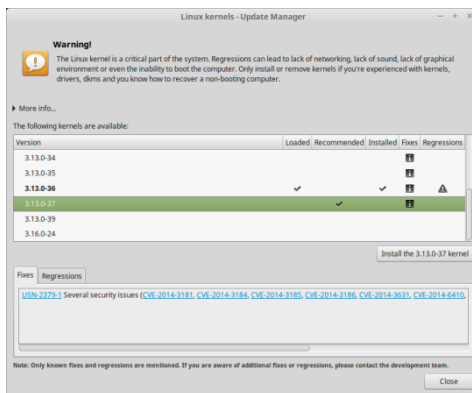 Linux kernels - Update Manager
Warning!
The Linux kernel is a critical part of the system. Regressions can lead to lack of networking, lack of sound, lack of graphical
environment or even the inability to boot the computer. Only install or remove kernels if you're experienced with kernels,
drivers, dkms and you know how to recover a non-booting computer.
More info...
The following kernels are available:
Version Loaded Recommended Installed Fixes Regressions
3.13.0-34
3.13.0-35
3.13.0-36
3.13.0-37
3.13.0-39
3.16.0-24
Install the 3.13.0-37 kernel
Fixes Regressions
USN-2379-1 Several security issues (CVE-2014-3181, CVE-2014-3184, CVE-2014-3185, CVE-2014-3186, CVE-2014-3631, CVE-2014-6410,
Note: Only known fixes and regressions are mentioned. If you are aware of additional fixes or regressions, please contact the development team.
Close